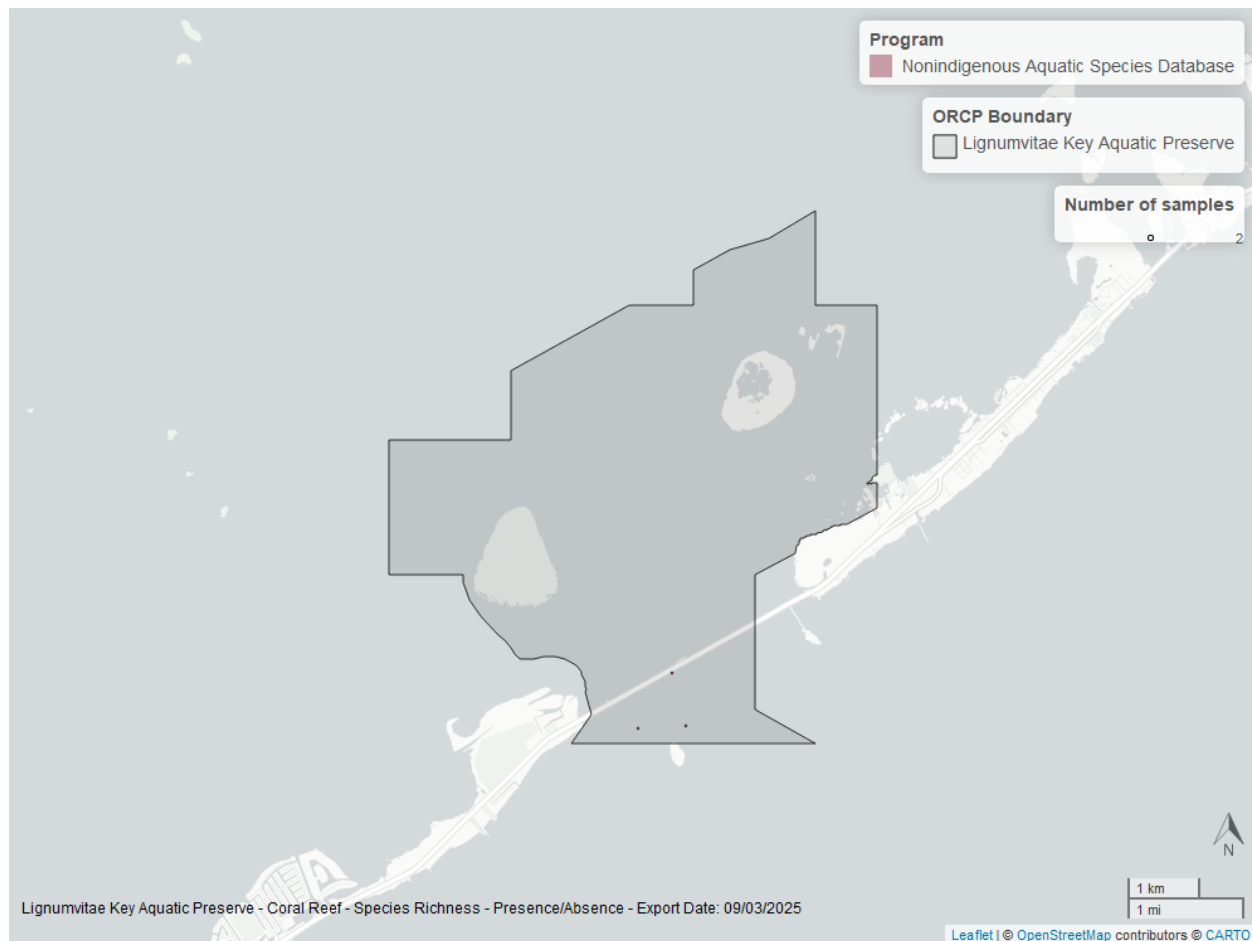 Program
Nonindigenous Aquatic Species Database
ORCP Boundary
Lignumvitae Key Aquatic Preserve
Number of samples
2
N
1 km
1 mi
Lignumvitae Key Aquatic Preserve - Coral Reef - Species Richness - Presence/Absence - Export Date: 09/03/2025
Leaflet | © OpenStreetMap contributors © CARTO